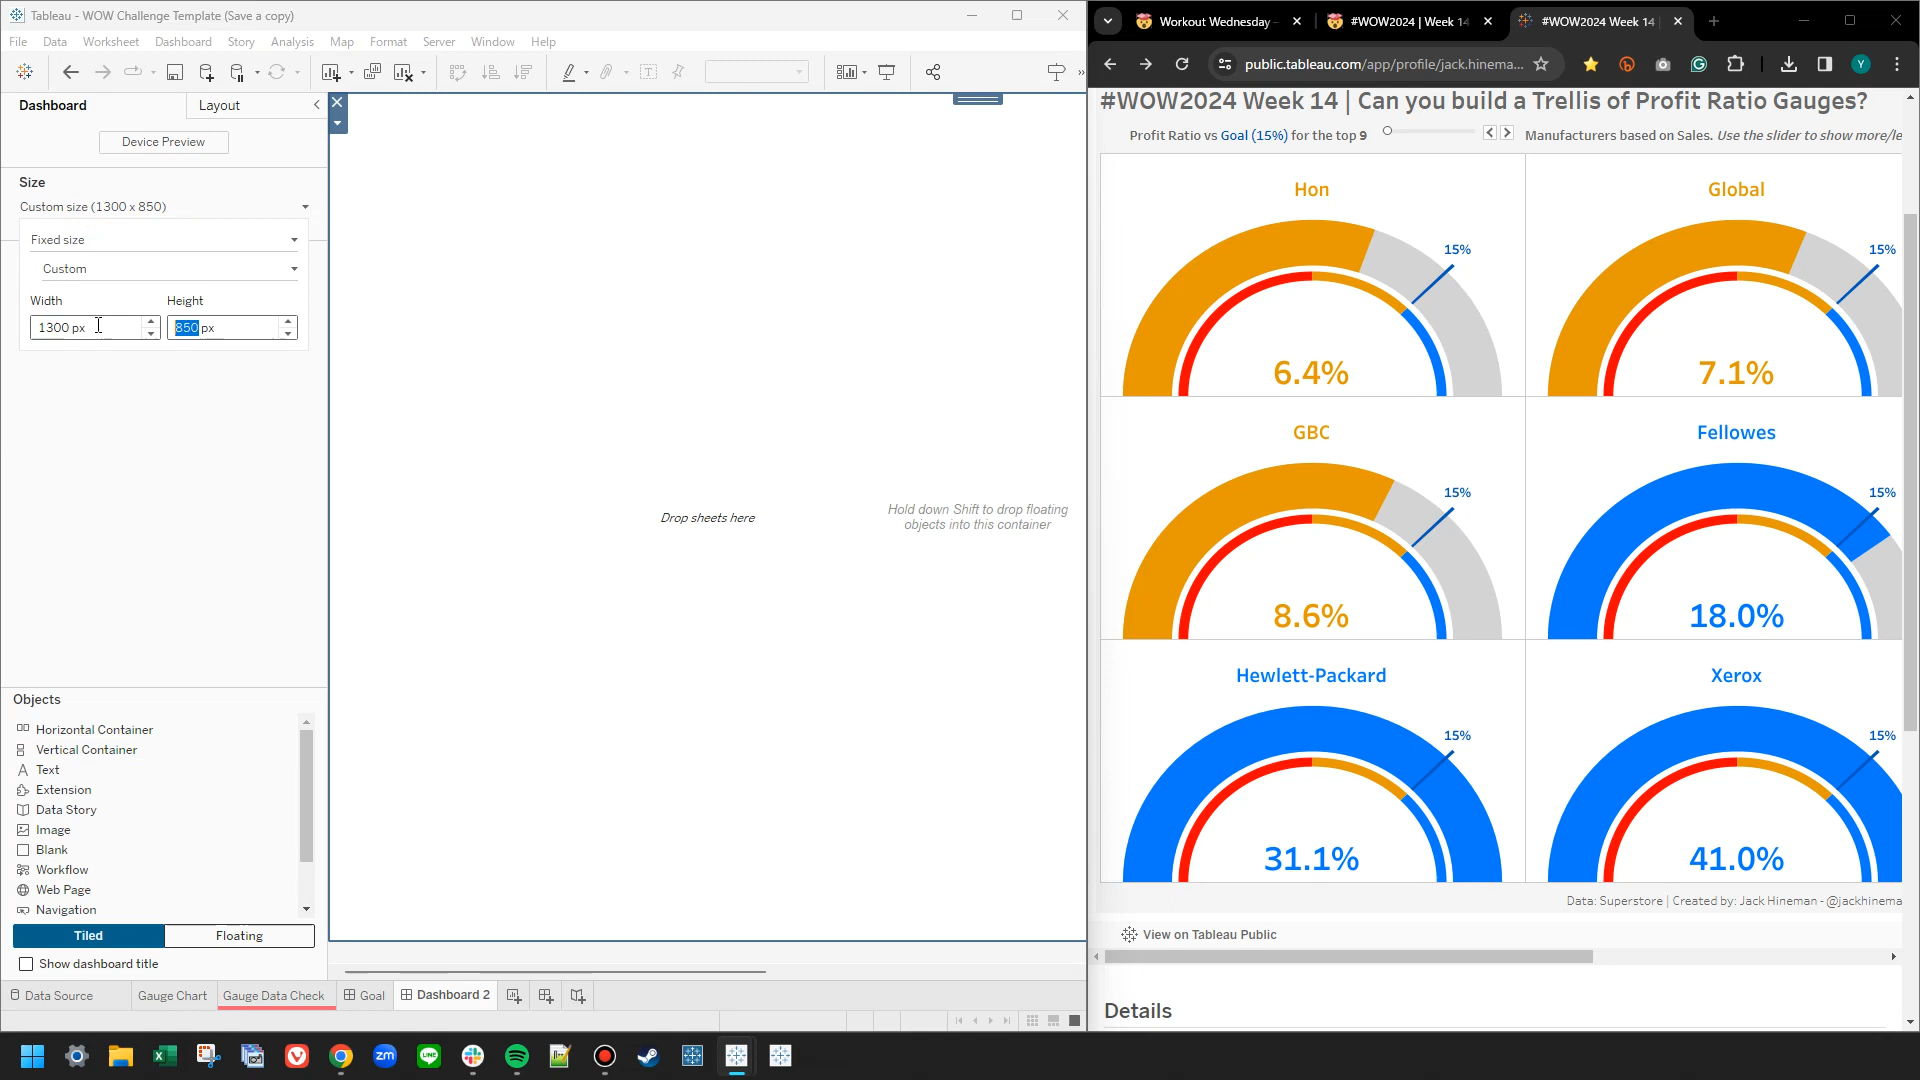 Tableau - WOW Challenge Template (Save a copy)
File Data Worksheet Dashboard Story Analysis Map Format Server Window Help
Dashboard Layout
Device Preview
Size
Custom size (1300 x 850)
Fixed size
Custom
Width Height
1300 px 850 px
Drop sheets here
Hold down Shift to drop floating
objects into this container
Objects
Horizontal Container
Vertical Container
Text
Extension
Data Story
Image
Blank
Workflow
Web Page
Navigation
Tiled Floating
Show dashboard title
Data Source Gauge Chart Gauge Data Check Goal Dashboard 2
Workout Wednesday - #WOW2024 | Week 14 #WOW2024 Week 14
public.tableau.com/app/profile/jack.hinema...
#WOW2024 Week 14 | Can you build a Trellis of Profit Ratio Gauges?
Profit Ratio vs Goal (15%) for the top 9 Manufacturers based on Sales. Use the slider to show more/le
Hon Global
15% 15%
6.4% 7.1%
GBC Fellowes
15% 15%
8.6% 18.0%
Hewlett-Packard Xerox
15% 15%
31.1% 41.0%
Data: Superstore | Created by: Jack Hineman - @jackhinema
View on Tableau Public
Details
zm
LINE
Y